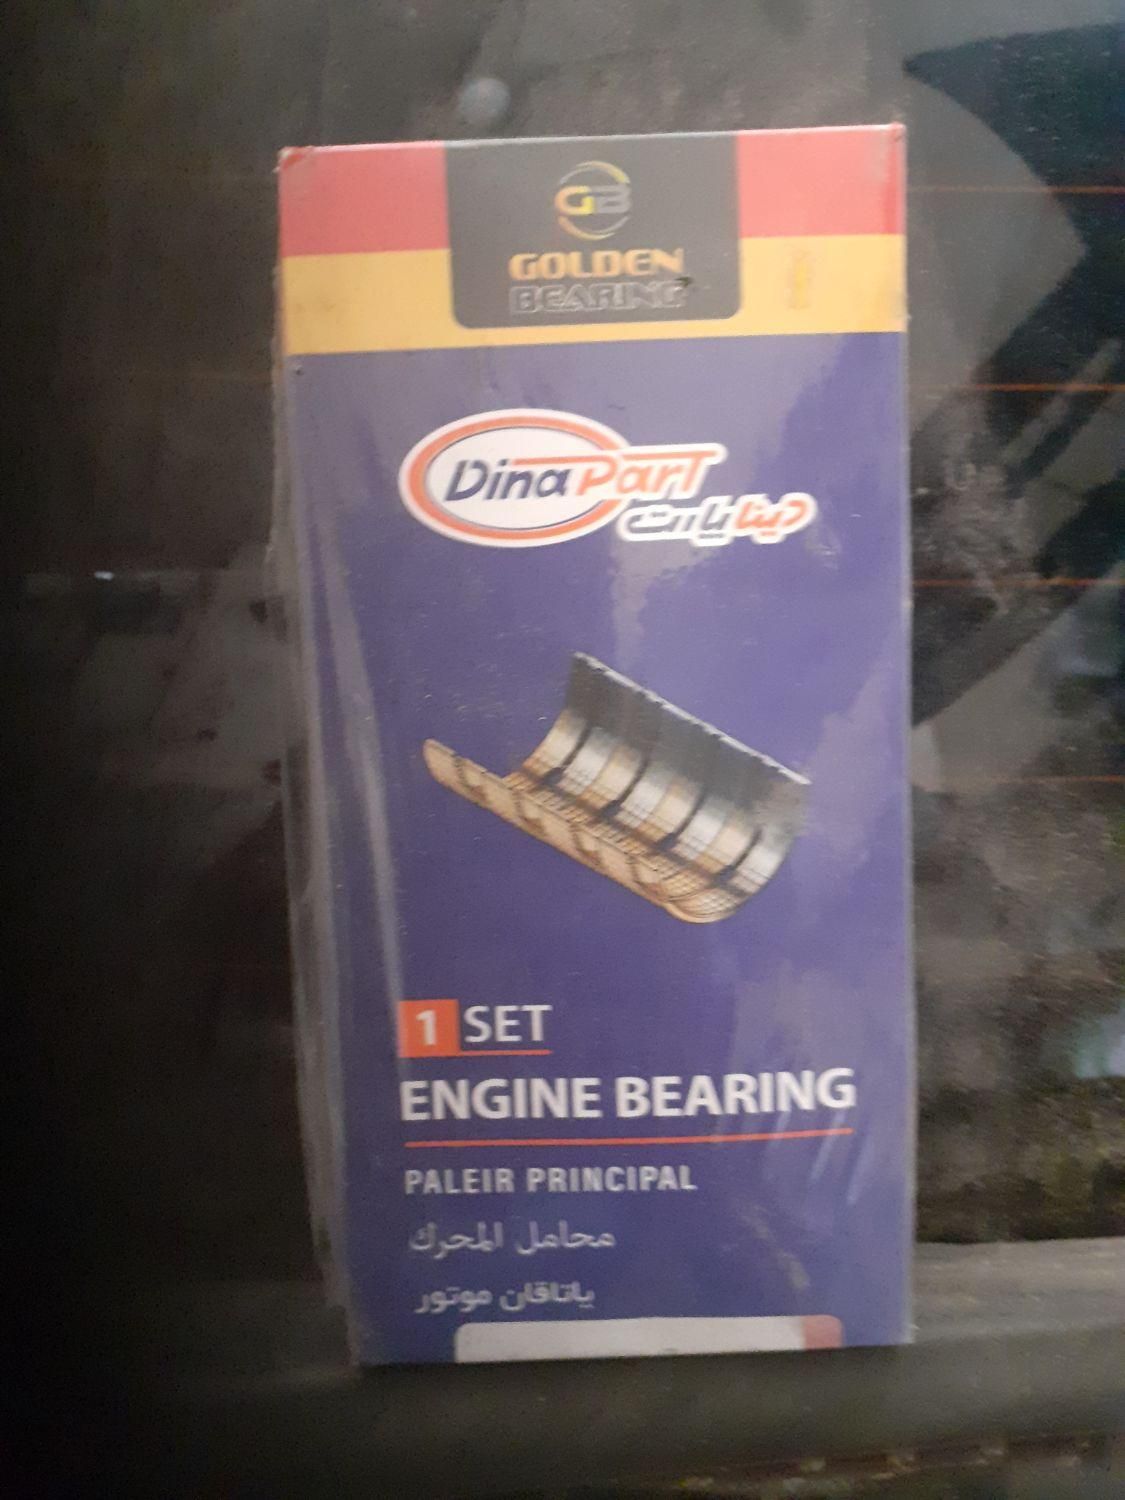 GB
GOLDEN
BEARING
DinaPart
دینا پارت
1 SET
ENGINE BEARING
PALEIR PRINCIPAL
محامل المحرك
یاتاقان موتور